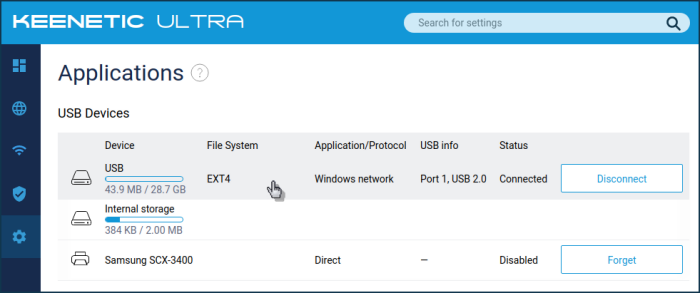 KEENETIC ULTRA
Search for settings
Applications ?
USB Devices
Device File System Application/Protocol USB info Status
USB
43.9 MB / 28.7 GB EXT4 Windows network Port 1, USB 2.0 Connected Disconnect
Internal storage
384 KB / 2.00 MB
Samsung SCX-3400 Direct — Disabled Forget